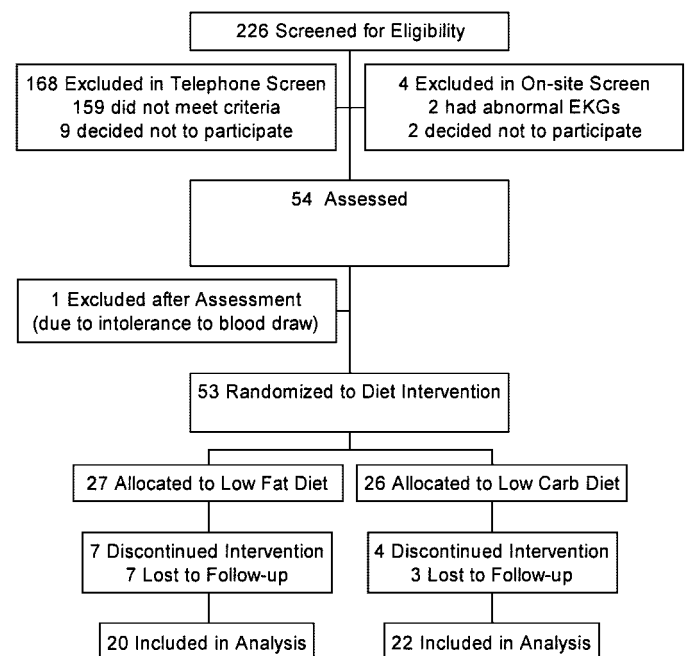 226 Screened for Eligibility
168 Excluded in Telephone Screen
159 did not meet criteria
9 decided not to participate
4 Excluded in On-site Screen
2 had abnormal EKGs
2 decided not to participate
54 Assessed
1 Excluded after Assessment
(due to intolerance to blood draw)
53 Randomized to Diet Intervention
27 Allocated to Low Fat Diet
26 Allocated to Low Carb Diet
7 Discontinued Intervention
7 Lost to Follow-up
4 Discontinued Intervention
3 Lost to Follow-up
20 Included in Analysis
22 Included in Analysis